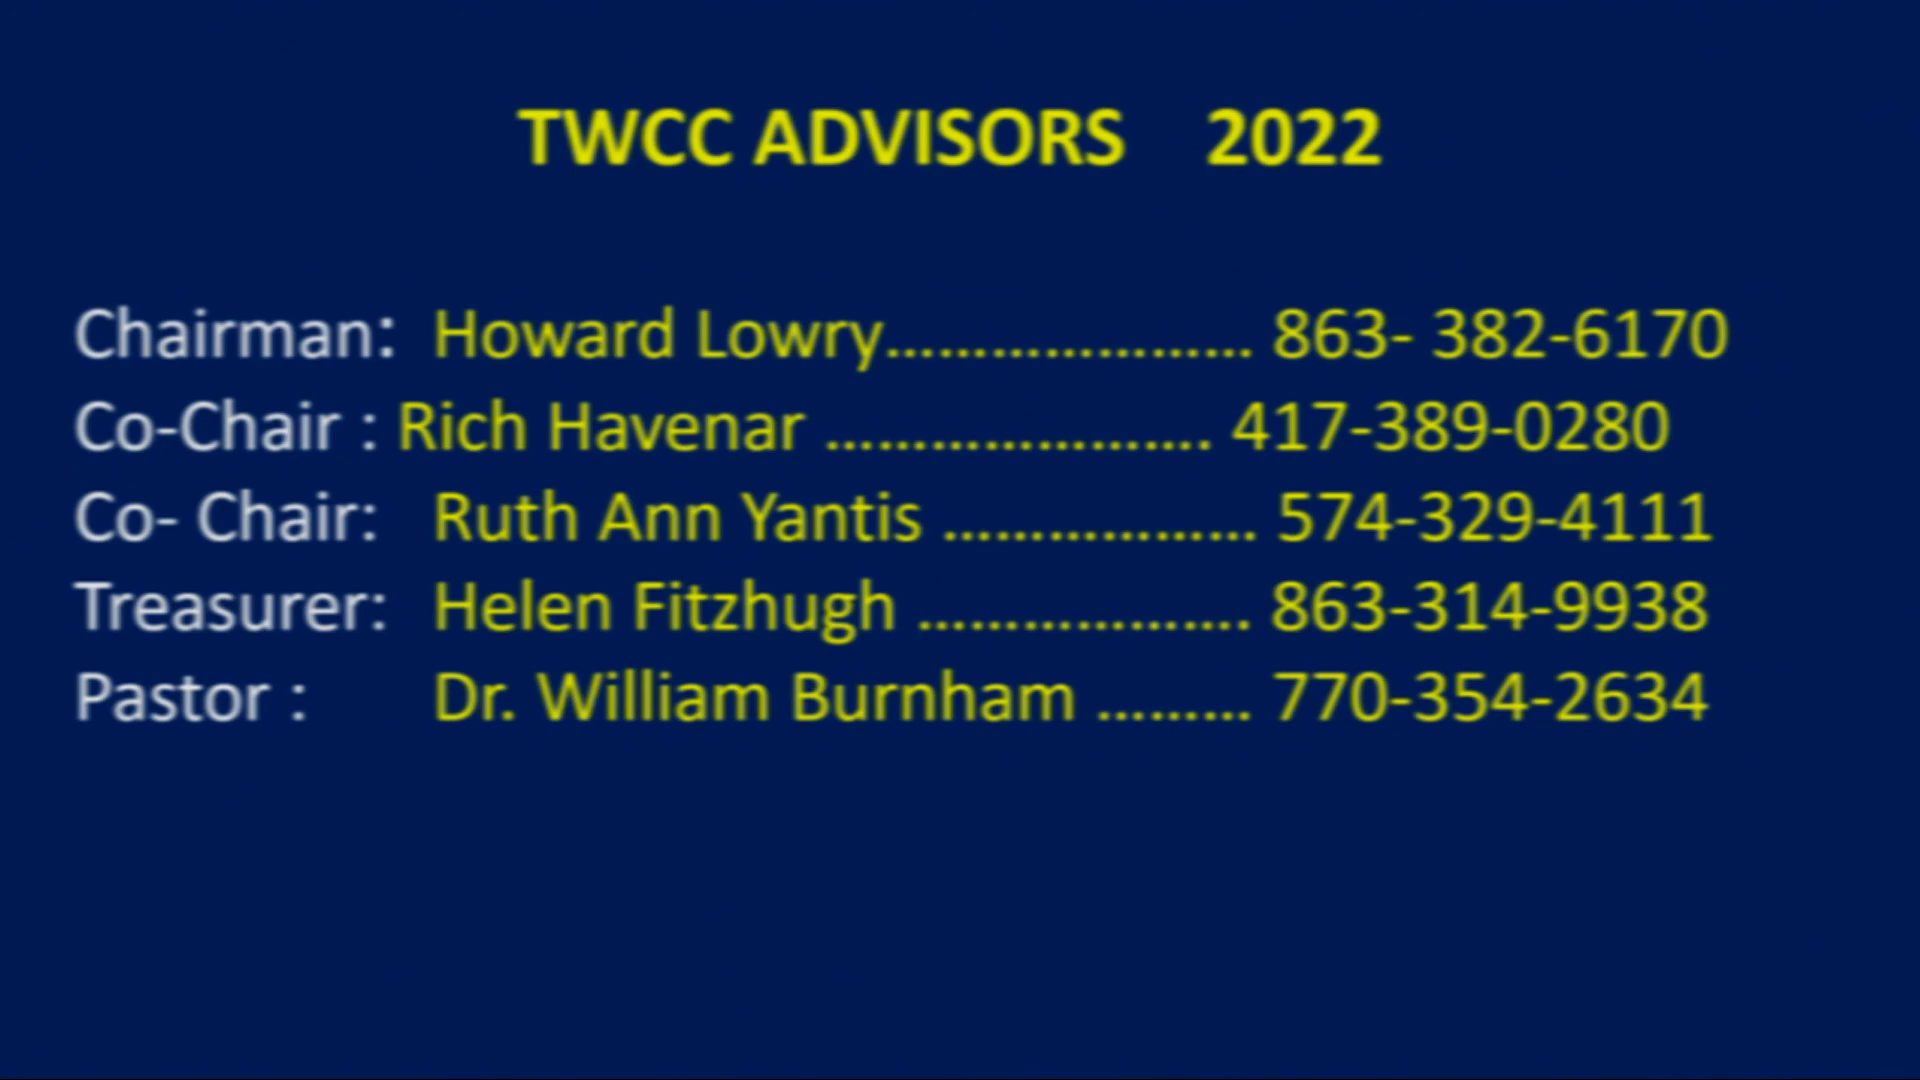 TWCC ADVISORS 2022
Chairman: Howard Lowry..................... 863- 382-6170
Co-Chair : Rich Havenar ...................... 417-389-0280
Co- Chair: Ruth Ann Yantis .................. 574-329-4111
Treasurer: Helen Fitzhugh ................... 863-314-9938
Pastor : Dr. William Burnham ......... 770-354-2634